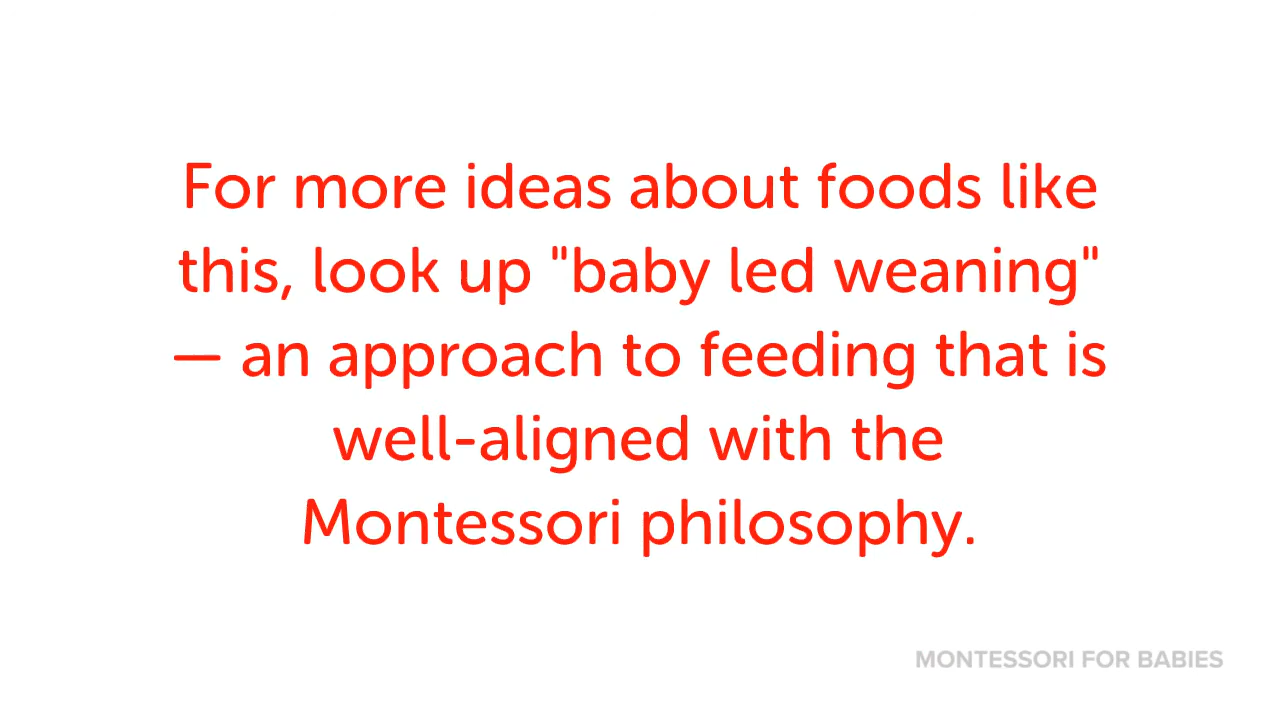 For more ideas about foods like
this, look up "baby led weaning"
— an approach to feeding that is
well-aligned with the
Montessori philosophy.
MONTESSORI FOR BABIES